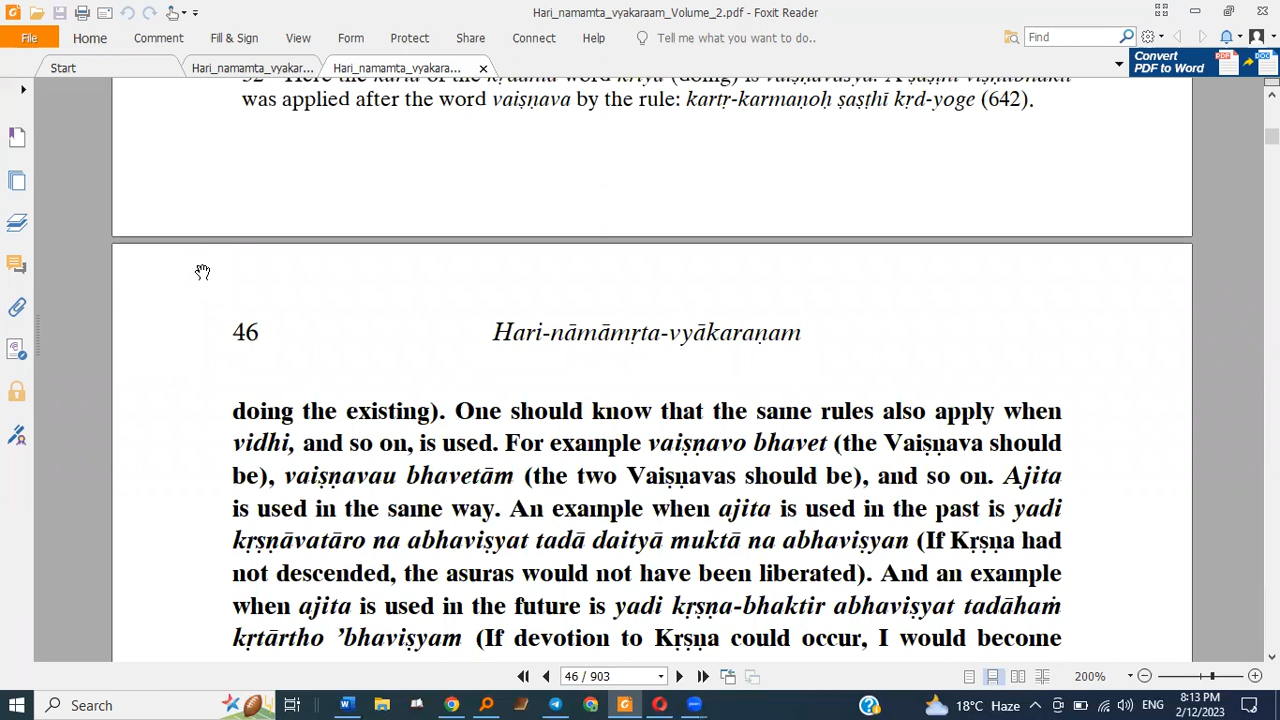 Hari_namamta_vyakaraam_Volume_2.pdf - Foxit Reader
File Home Comment Fill & Sign View Form Protect Share Connect Help Tell me what you want to do.. Find
Start Hari_namamta_vyakar... Hari_namamta_vyakara...
Convert
PDF to Word
was applied after the word vaiṣṇava by the rule: kartṛ-karmaṇoḥ ṣaṣṭhī kṛd-yoge (642).
46 Hari-nāmāmṛta-vyākaraṇam
doing the existing). One should know that the same rules also apply when
vidhi, and so on, is used. For example vaiṣṇavo bhavet (the Vaiṣṇava should
be), vaiṣṇavau bhavetām (the two Vaiṣṇavas should be), and so on. Ajita
is used in the same way. An example when ajita is used in the past is yadi
kṛṣṇāvatāro na abhaviṣyat tadā daityā muktā na abhaviṣyan (If Kṛṣṇa had
not descended, the asuras would not have been liberated). And an example
when ajita is used in the future is yadi kṛṣṇa-bhaktir abhaviṣyat tadāhaṁ
kṛtārtho ’bhaviṣyam (If devotion to Kṛṣṇa could occur, I would become
46 / 903 200%
Search 18°C Haze ENG 8:13 PM
2/12/2023